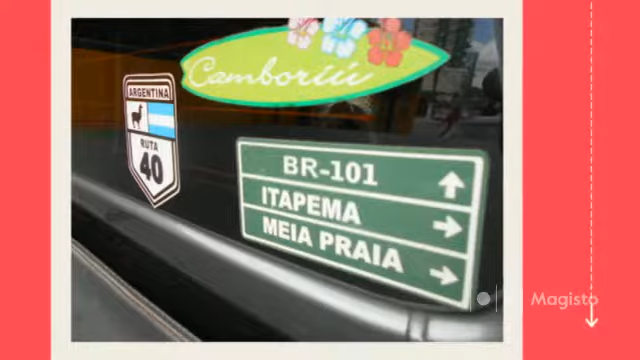 Camboriú
ARGENTINA
RUTA
40
BR-101
ITAPEMA
MEIA PRAIA
Magisto